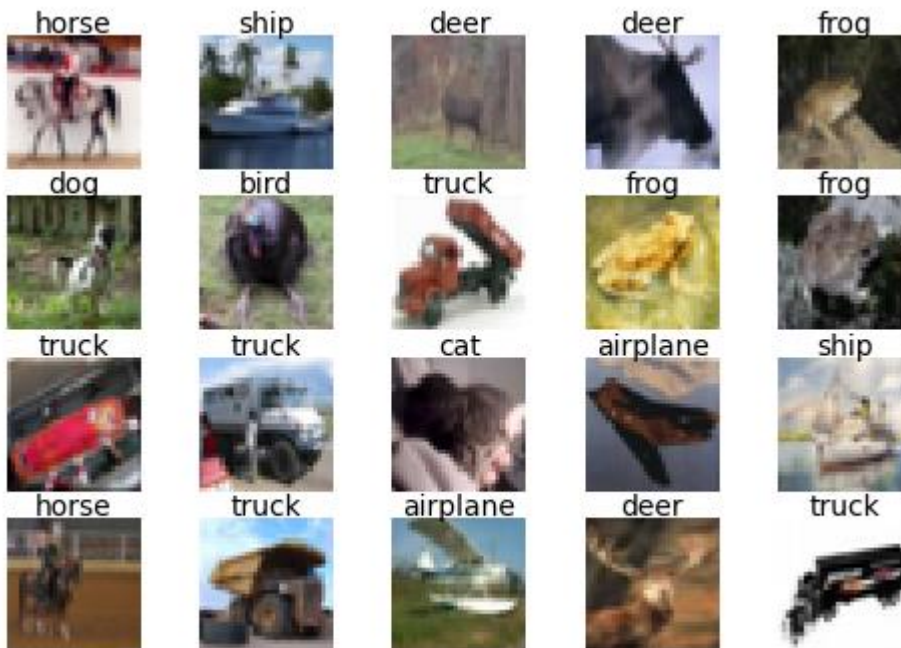 horse ship deer deer frog
dog bird truck frog frog
truck truck cat airplane ship
horse truck airplane deer truck